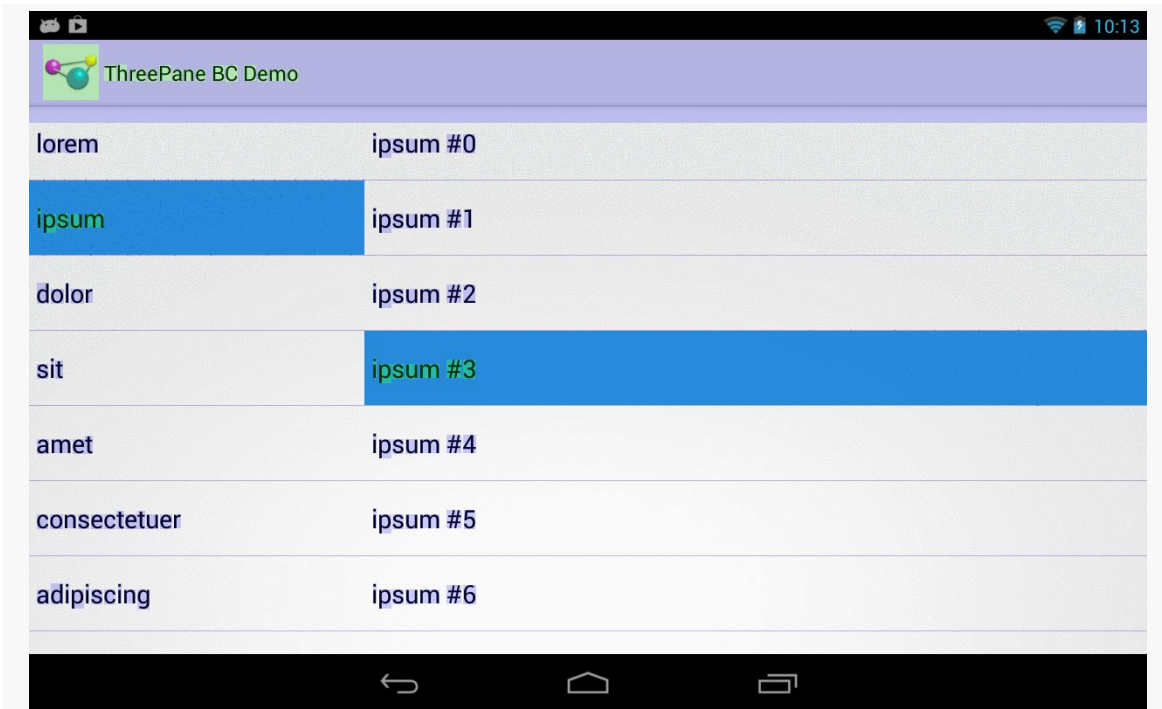 10:13
ThreePane BC Demo
lorem
ipsum
dolor
sit
amet
consectetuer
adipiscing
ipsum #0
ipsum #1
ipsum #2
ipsum #3
ipsum #4
ipsum #5
ipsum #6